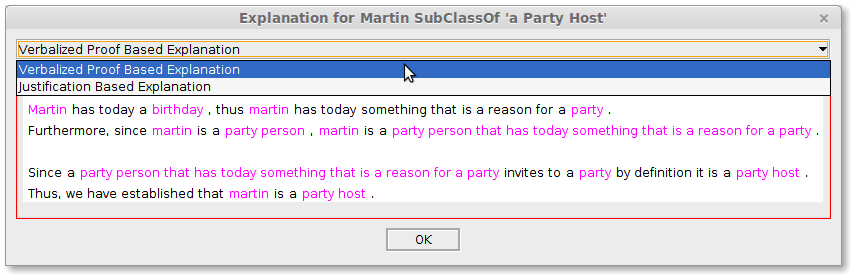 Explanation for Martin SubClassOf 'a Party Host'
Verbalized Proof Based Explanation
Verbalized Proof Based Explanation
Justification Based Explanation
Martin has today a birthday , thus martin has today something that is a reason for a party .
Furthermore, since martin is a party person , martin is a party person that has today something that is a reason for a party .
Since a party person that has today something that is a reason for a party invites to a party by definition it is a party host .
Thus, we have established that martin is a party host .
OK